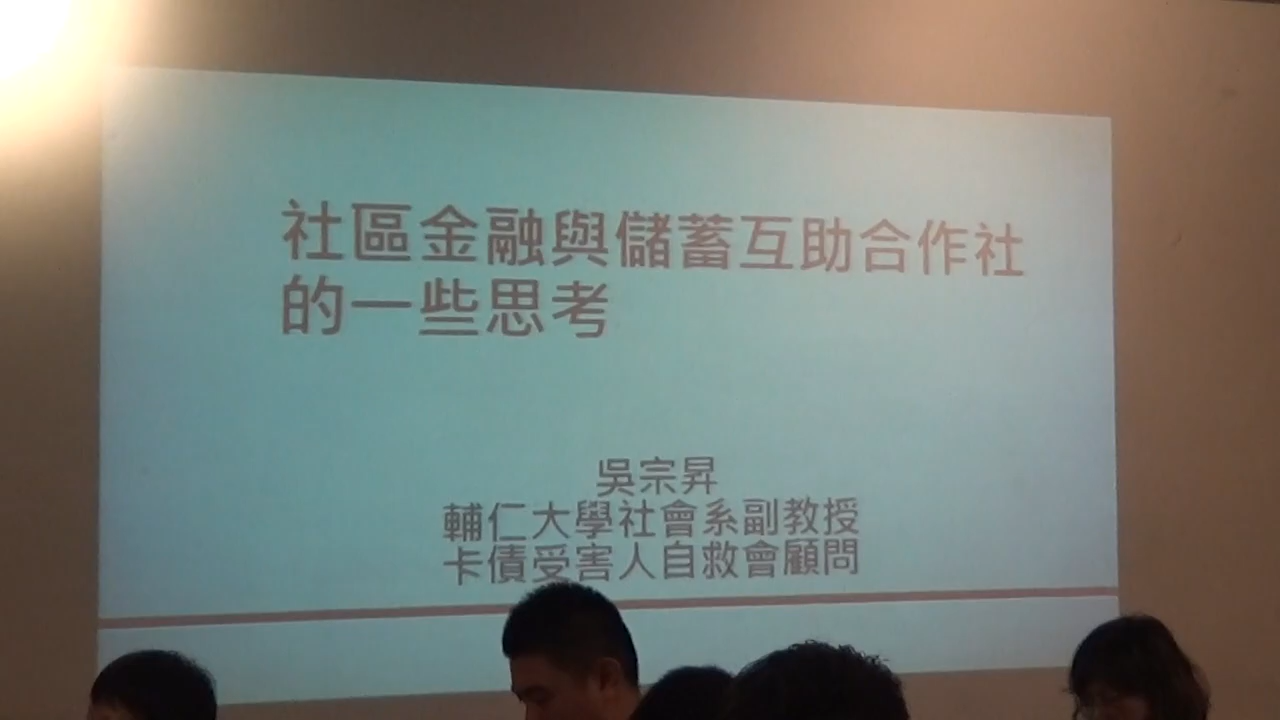 社區金融與儲蓄互助合作社
的一些思考
吳宗昇
輔仁大學社會系副教授
卡債受害人自救會顧問